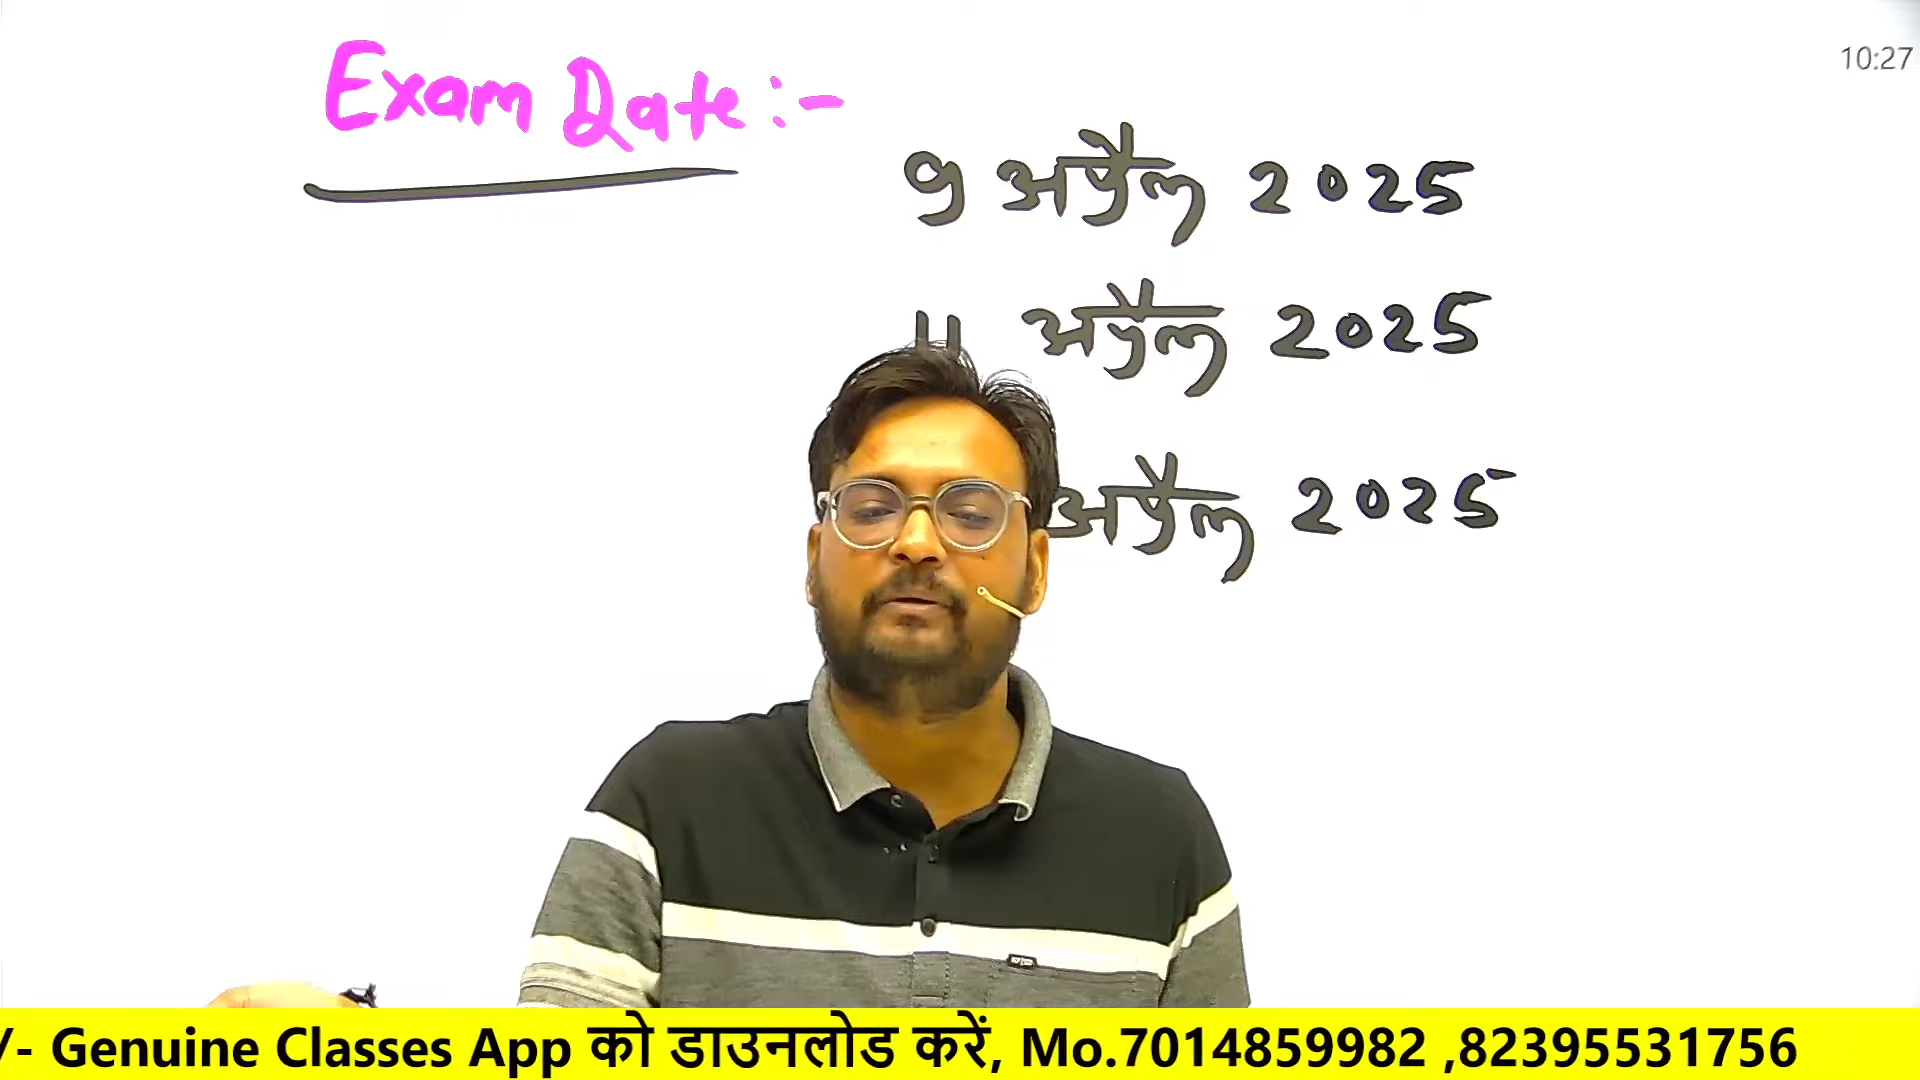 Exam Date:-
10:27
9 अप्रैल 2025
11 अप्रैल 2025
अप्रैल 2025
/- Genuine Classes App को डाउनलोड करें, Mo.7014859982 ,82395531756